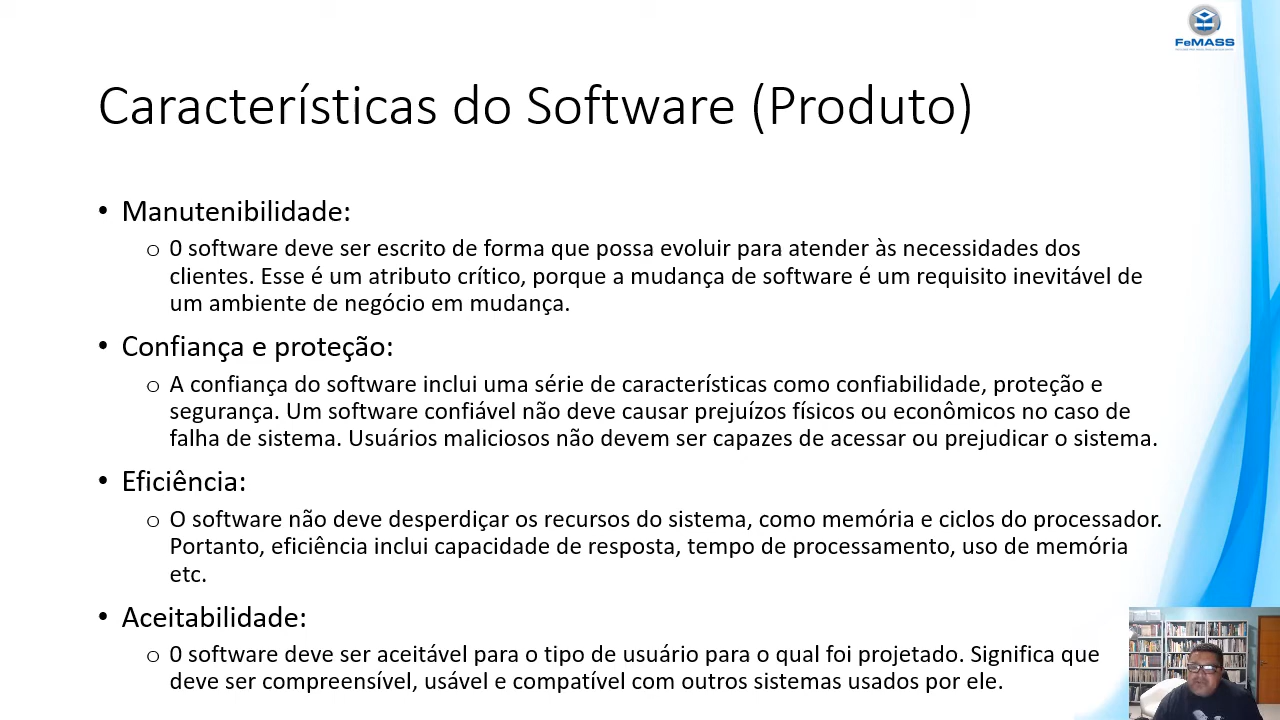 FeMASS
Características do Software (Produto)
• Manutenibilidade:
o 0 software deve ser escrito de forma que possa evoluir para atender às necessidades dos
clientes. Esse é um atributo crítico, porque a mudança de software é um requisito inevitável de
um ambiente de negócio em mudança.
• Confiança e proteção:
o A confiança do software inclui uma série de características como confiabilidade, proteção e
segurança. Um software confiável não deve causar prejuízos físicos ou econômicos no caso de
falha de sistema. Usuários maliciosos não devem ser capazes de acessar ou prejudicar o sistema.
• Eficiência:
o O software não deve desperdiçar os recursos do sistema, como memória e ciclos do processador.
Portanto, eficiência inclui capacidade de resposta, tempo de processamento, uso de memória
etc.
• Aceitabilidade:
o 0 software deve ser aceitável para o tipo de usuário para o qual foi projetado. Significa que
deve ser compreensível, usável e compatível com outros sistemas usados por ele.